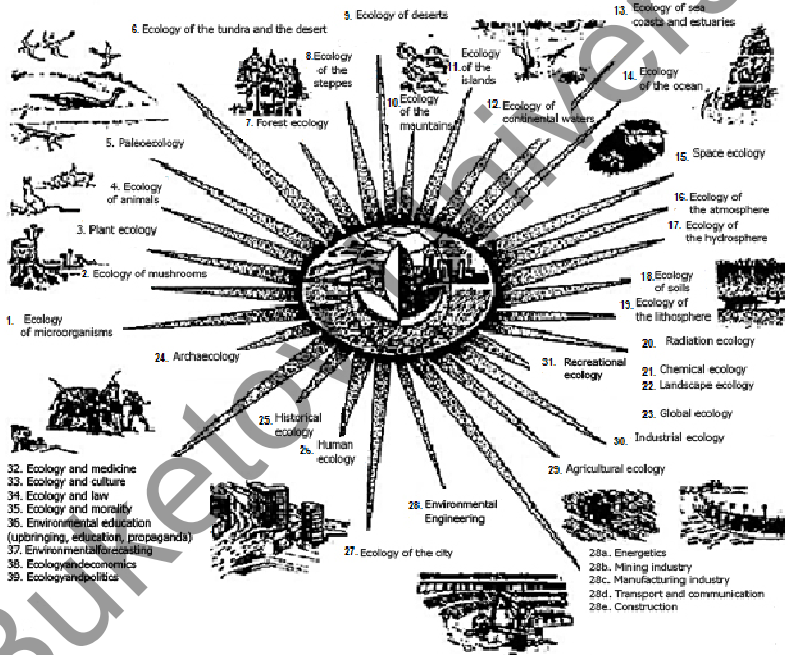 6. Ecology of the tundra and the desert
9. Ecology of deserts
13. Ecology of sea
coasts and estuaries
8.Ecology
of the
steppes
11.Ecology
of the
islands
14. Ecology
of the ocean
10.Ecology
of the
mountains
12. Ecology of
continental waters
7. Forest ecology
5. Paleoecology
15. Space ecology
4. Ecology
of animals
16. Ecology of
the atmosphere
3. Plant ecology
17. Ecology of
the hydrosphere
2. Ecology of mushrooms
18.Ecology
of soils
1. Ecology
of microorganisms
19. Ecology of
the lithosphere
20. Radiation ecology
24. Archaecology
31. Recreational
ecology
21. Chemical ecology
22. Landscape ecology
25. Historical
ecology
23. Global ecology
26. Human
ecology
30. Industrial ecology
32. Ecology and medicine
33. Ecology and culture
34. Ecology and law
35. Ecology and morality
36. Environmental education
(upbringing, education, propaganda)
37. Environmentalforecasting
38. Ecologyandeconomics
39. Ecologyandpolitics
29. Agricultural ecology
28. Environmental
Engineering
27. Ecology of the city
28a. Energetics
28b. Mining industry
28c. Manufacturing industry
28d. Transport and communication
28e. Construction
Buketov Univers